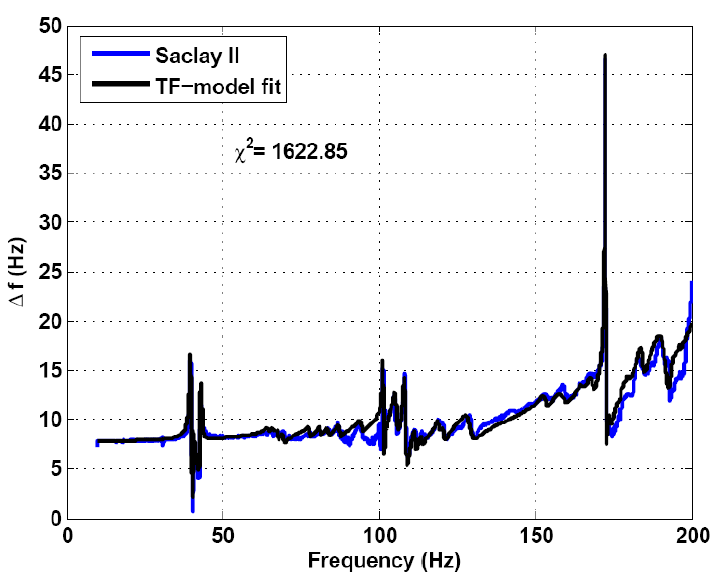 50
45
40
35
30
25
20
15
10
5
0
Δ f (Hz)
Saclay II
TF−model fit
χ²= 1622.85
0 50 100 150 200
Frequency (Hz)